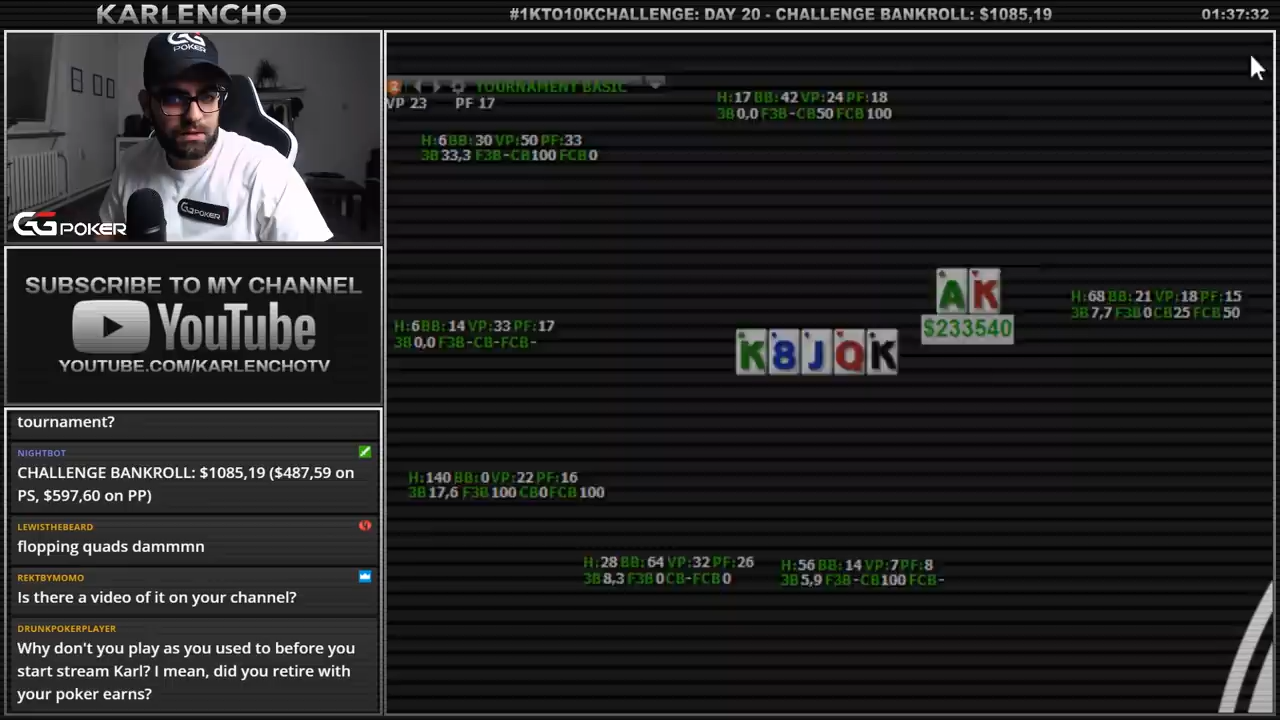 KARLENCHO
#1KTO10KCHALLENGE: DAY 20 - CHALLENGE BANKROLL: $1085,19
01:37:32
GG
POKER
GGPOKER
GGPOKER
SUBSCRIBE TO MY CHANNEL
YouTube
YOUTUBE.COM/KARLENCHOTV
tournament?
NIGHTBOT
CHALLENGE BANKROLL: $1085,19 ($487,59 on
PS, $597,60 on PP)
LEWISTHEBEARD
flopping quads dammmn
REKTBYMOMO
Is there a video of it on your channel?
DRUNKPOKERPLAYER
Why don't you play as you used to before you
start stream Karl? I mean, did you retire with
your poker earns?
2 TOURNAMENT BASIC
VP 23 PF 17
H:17 BB:42 VP:24 PF:18
3B 0,0 F3B - CB 50 FCB 100
H:6 BB:30 VP:50 PF:33
3B 33,3 F3B - CB 100 FCB 0
A K
$233540
H:68 BB:21 VP:18 PF:15
3B 7,7 F3B 0 CB 25 FCB 50
H:6 BB:14 VP:33 PF:17
3B 0,0 F3B - CB - FCB -
K 8 J Q K
H:140 BB:0 VP:22 PF:16
3B 17,6 F3B 100 CB 0 FCB 100
H:28 BB:64 VP:32 PF:26
3B 8,3 F3B 0 CB - FCB 0
H:56 BB:14 VP:7 PF:8
3B 5,9 F3B - CB 100 FCB -